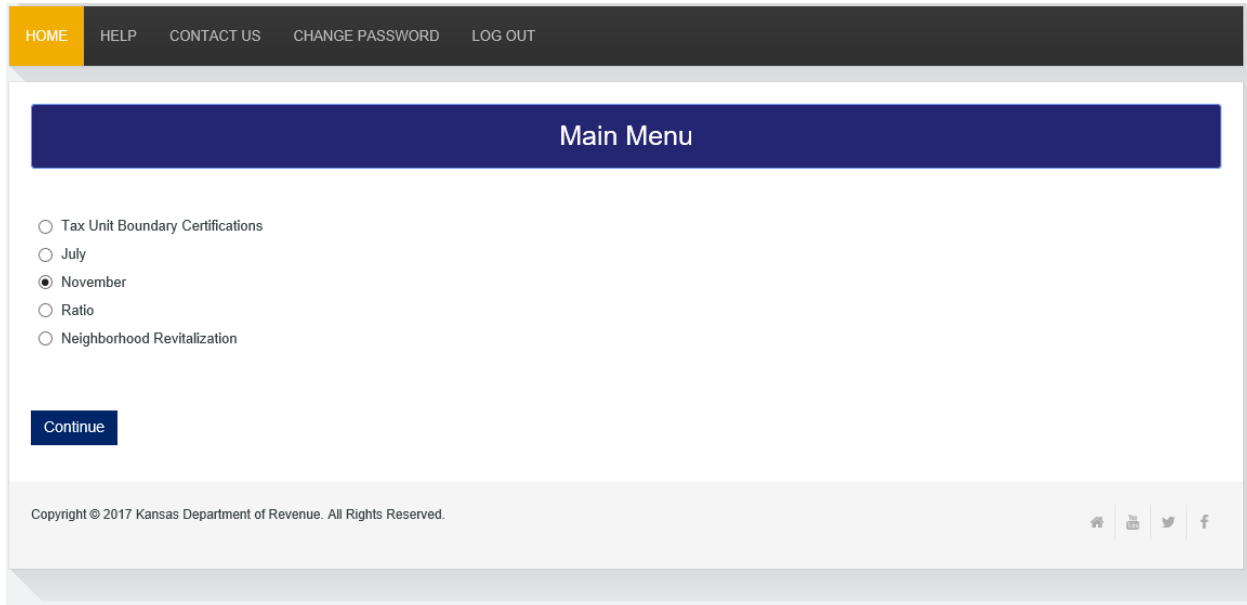 HOME HELP CONTACT US CHANGE PASSWORD LOG OUT
Main Menu
Tax Unit Boundary Certifications
July
November
Ratio
Neighborhood Revitalization
Continue
Copyright © 2017 Kansas Department of Revenue. All Rights Reserved.